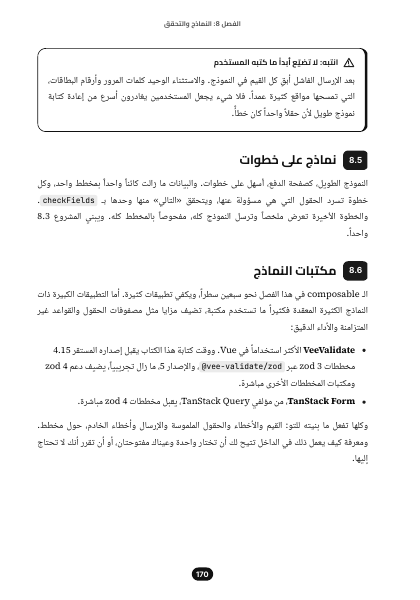 الفصل 8: النماذج والتحقق
انتبه: لا تضيّع أبداً ما كتبه المستخدم
بعد الإرسال الفاشل أبقِ كل القيم في النموذج. والاستثناء الوحيد كلمات المرور وأرقام البطاقات،
التي تمسحها مواقع كثيرة عمداً. فلا شيء يجعل المستخدمين يغادرون أسرع من إعادة كتابة
نموذج طويل لأن حقلاً واحداً كان خطأً.
8.5 نماذج على خطوات
النموذج الطويل، كصفحة الدفع، أسهل على خطوات. والبيانات ما زالت كائناً واحداً بمخطط واحد، وكل
خطوة تسرد الحقول التي هي مسؤولة عنها، ويتحقق «التالي» منها وحدها بـ checkFields.
والخطوة الأخيرة تعرض ملخصاً وترسل النموذج كله، مفحوصاً بالمخطط كله. ويبني المشروع 8.3
واحداً.
8.6 مكتبات النماذج
الـ composable في هذا الفصل نحو سبعين سطراً، ويكفي تطبيقات كثيرة. أما التطبيقات الكبيرة ذات
النماذج الكثيرة المعقدة فكثيراً ما تستخدم مكتبة، تضيف مزايا مثل مصفوفات الحقول والقواعد غير
المتزامنة والأداء الدقيق:
• VeeValidate الأكثر استخداماً في Vue. ووقت كتابة هذا الكتاب يقبل إصداره المستقر 4.15
مخططات zod 3 عبر @vee-validate/zod، والإصدار 5، ما زال تجريبياً، يضيف دعم zod 4
ومكتبات المخططات الأخرى مباشرة.
• TanStack Form، من مؤلفي TanStack Query، يقبل مخططات zod 4 مباشرة.
وكلها تفعل ما بنيته للتو: القيم والأخطاء والحقول الملموسة والإرسال وأخطاء الخادم، حول مخطط.
ومعرفة كيف يعمل ذلك في الداخل تتيح لك أن تختار واحدة وعيناك مفتوحتان، أو أن تقرر أنك لا تحتاج
إليها.
170